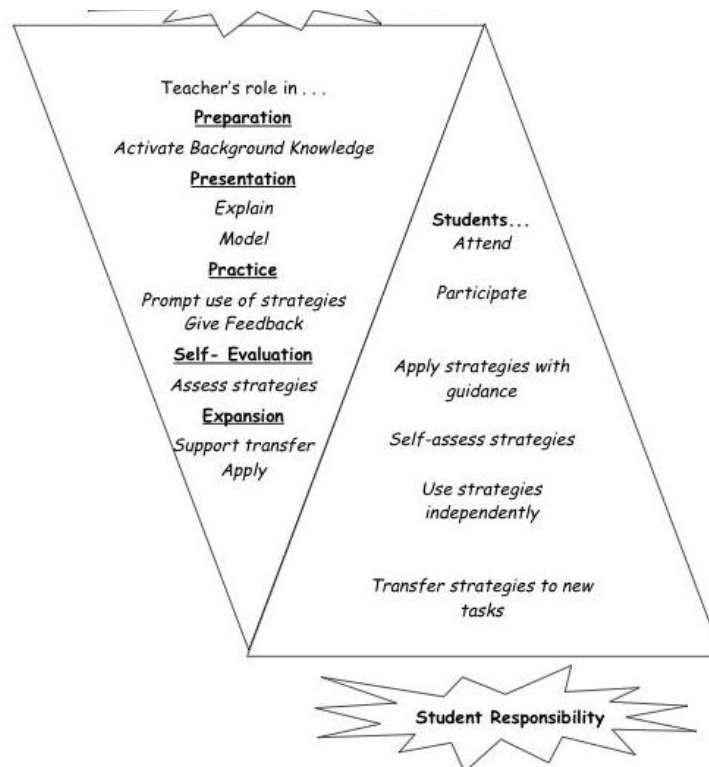 Teacher's role in . . .
Preparation
Activate Background Knowledge
Presentation
Explain
Model
Practice
Prompt use of strategies
Give Feedback
Self- Evaluation
Assess strategies
Expansion
Support transfer
Apply
Students...
Attend
Participate
Apply strategies with
guidance
Self-assess strategies
Use strategies
independently
Transfer strategies to new
tasks
Student Responsibility